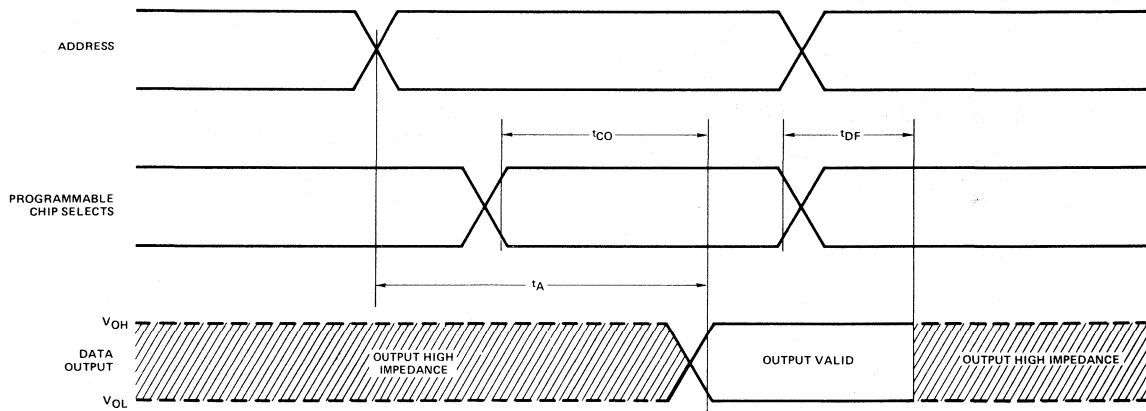 ADDRESS
tCO
tDF
PROGRAMMABLE
CHIP SELECTS
tA
VOH
DATA
OUTPUT
VOL
OUTPUT HIGH
IMPEDANCE
OUTPUT VALID
OUTPUT HIGH IMPEDANCE